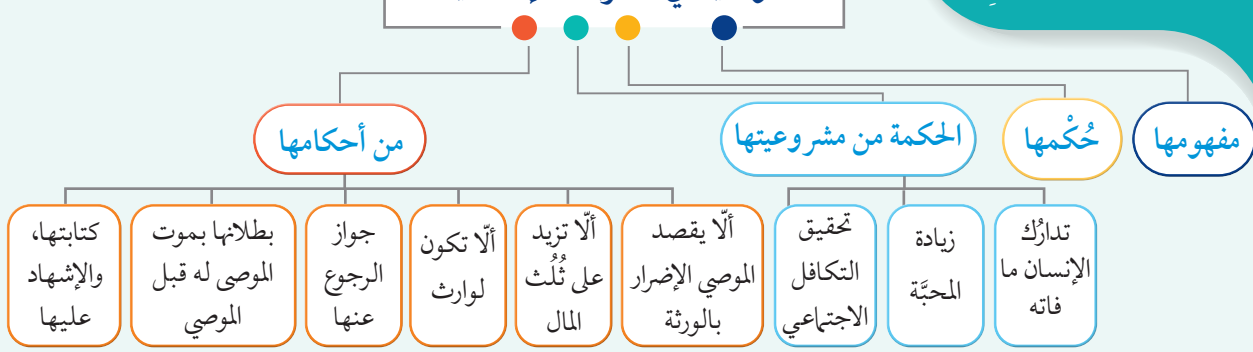 مفهومها
حُكْمها
الحكمة من مشروعيتها
من أحكامها
تدارُك
الإنسان ما
فاته
زيادة
المحبَّة
تحقيق
التكافل
الاجتماعي
ألّا يقصد
الموصي الإضرار
بالورثة
ألّا تزيد
على ثُلُث
المال
ألّا تكون
لوارث
جواز
الرجوع
عنها
بطلانها بموت
الموصى له قبل
الموصي
كتابتها،
والإشهاد
عليها